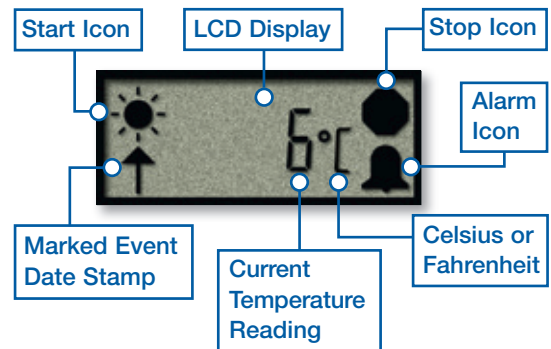 Start Icon
LCD Display
Stop Icon
Alarm
Icon
6°C
Marked Event
Date Stamp
Current
Temperature
Reading
Celsius or
Fahrenheit